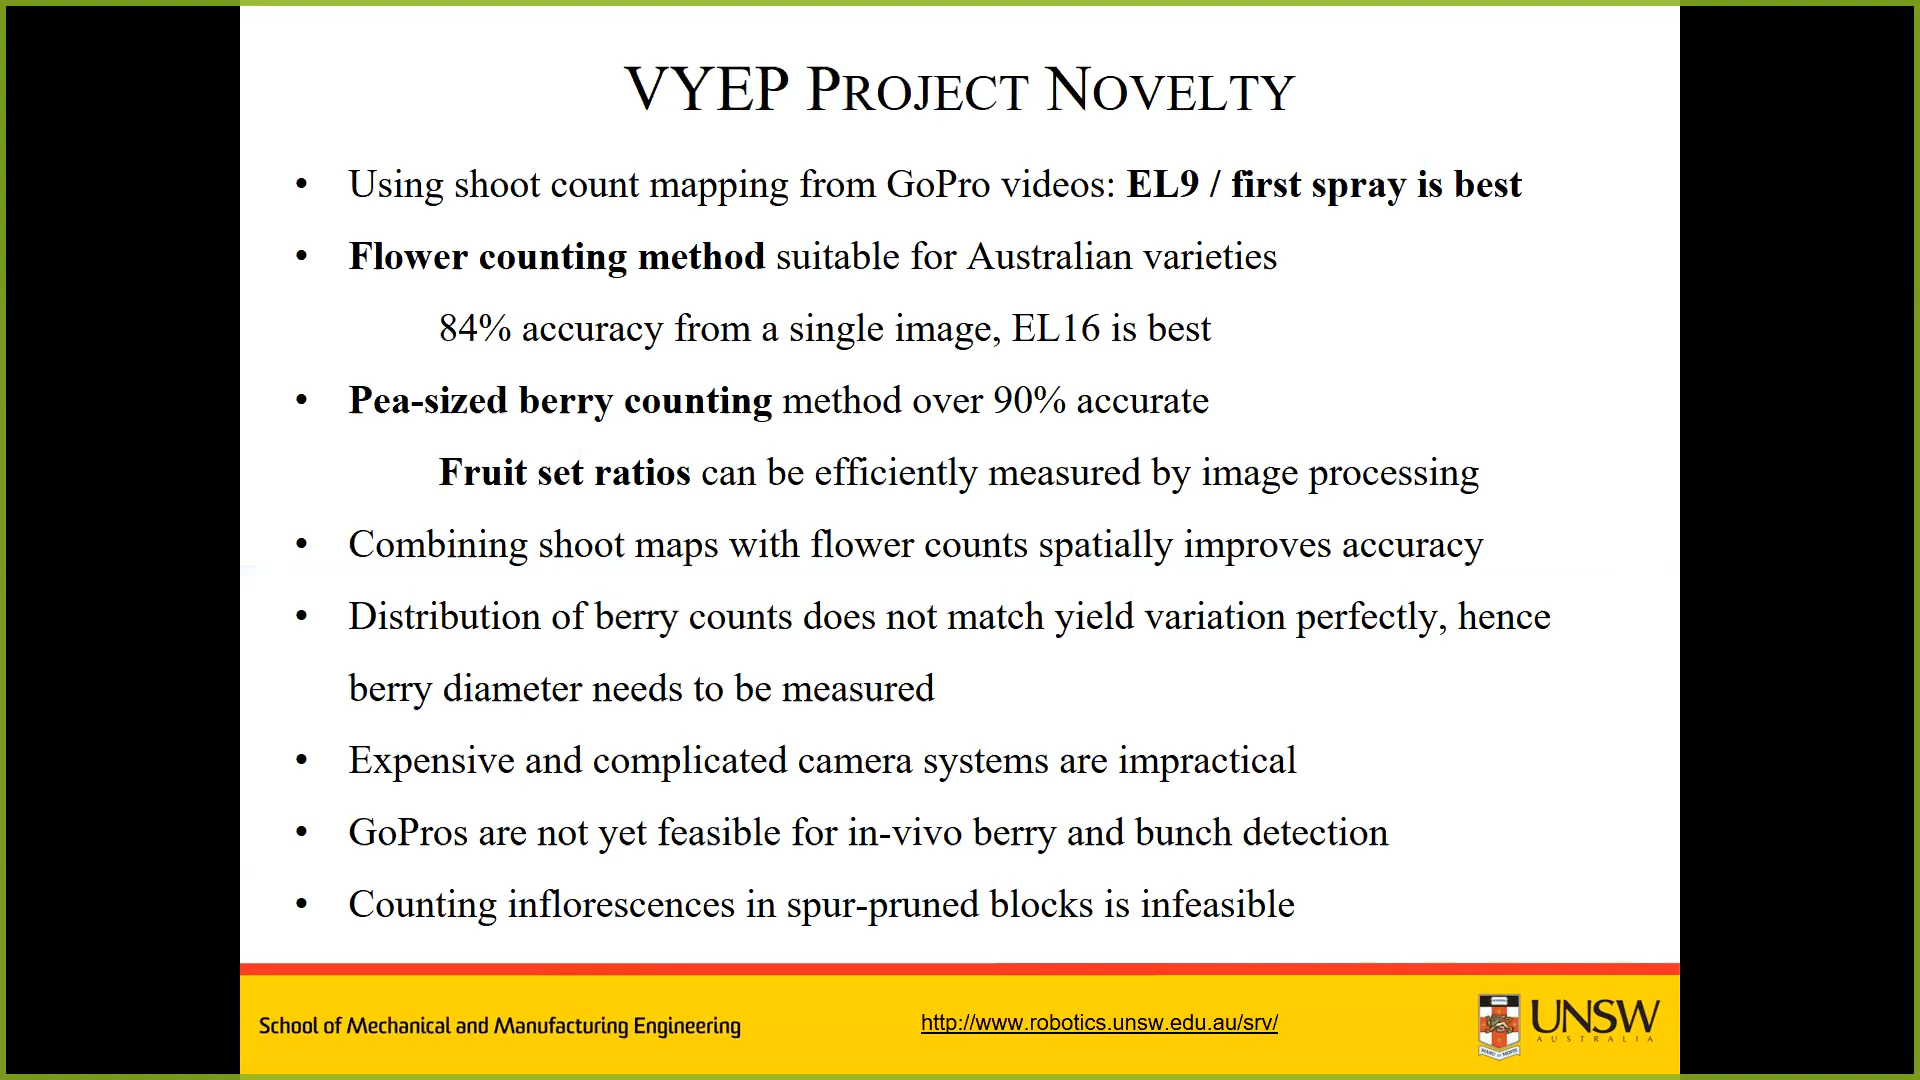 VYEP PROJECT NOVELTY
• Using shoot count mapping from GoPro videos: EL9 / first spray is best
• Flower counting method suitable for Australian varieties
84% accuracy from a single image, EL16 is best
• Pea-sized berry counting method over 90% accurate
Fruit set ratios can be efficiently measured by image processing
• Combining shoot maps with flower counts spatially improves accuracy
• Distribution of berry counts does not match yield variation perfectly, hence
berry diameter needs to be measured
• Expensive and complicated camera systems are impractical
• GoPros are not yet feasible for in-vivo berry and bunch detection
• Counting inflorescences in spur-pruned blocks is infeasible
School of Mechanical and Manufacturing Engineering
http://www.robotics.unsw.edu.au/srv/
UNSW
AUSTRALIA